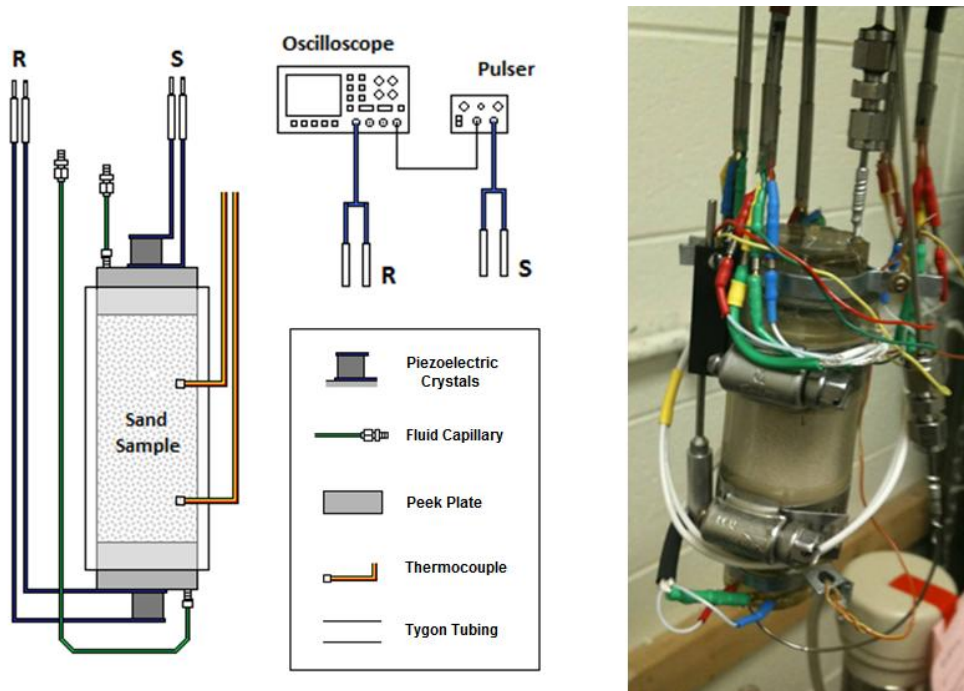 R
S
Oscilloscope
Pulser
R
S
Sand
Sample
Piezoelectric
Crystals
Fluid Capillary
Peek Plate
Thermocouple
Tygon Tubing